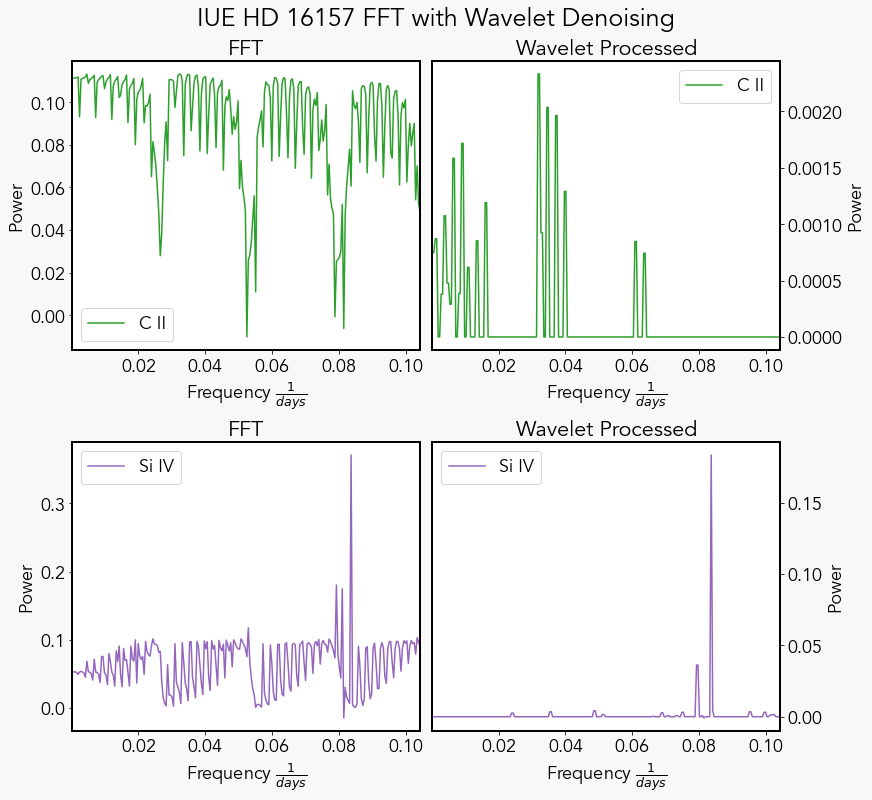 IUE HD 16157 FFT with Wavelet Denoising
FFT
Wavelet Processed
C II
C II
0.10
0.08
0.06
0.04
0.02
0.00
Power
0.0020
0.0015
0.0010
0.0005
0.0000
Power
0.02 0.04 0.06 0.08 0.10
0.02 0.04 0.06 0.08 0.10
Frequency 1/days
Frequency 1/days
FFT
Wavelet Processed
Si IV
Si IV
0.3
0.2
0.1
0.0
Power
0.15
0.10
0.05
0.00
Power
0.02 0.04 0.06 0.08 0.10
0.02 0.04 0.06 0.08 0.10
Frequency 1/days
Frequency 1/days